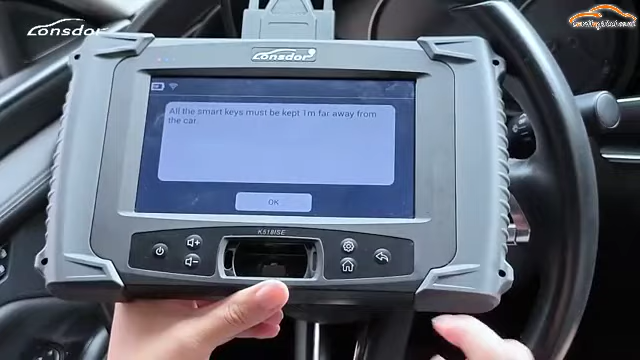 Lonsdor
Lonsdor
All the smart keys must be kept 1m far away from
the car.
OK
K518ISE